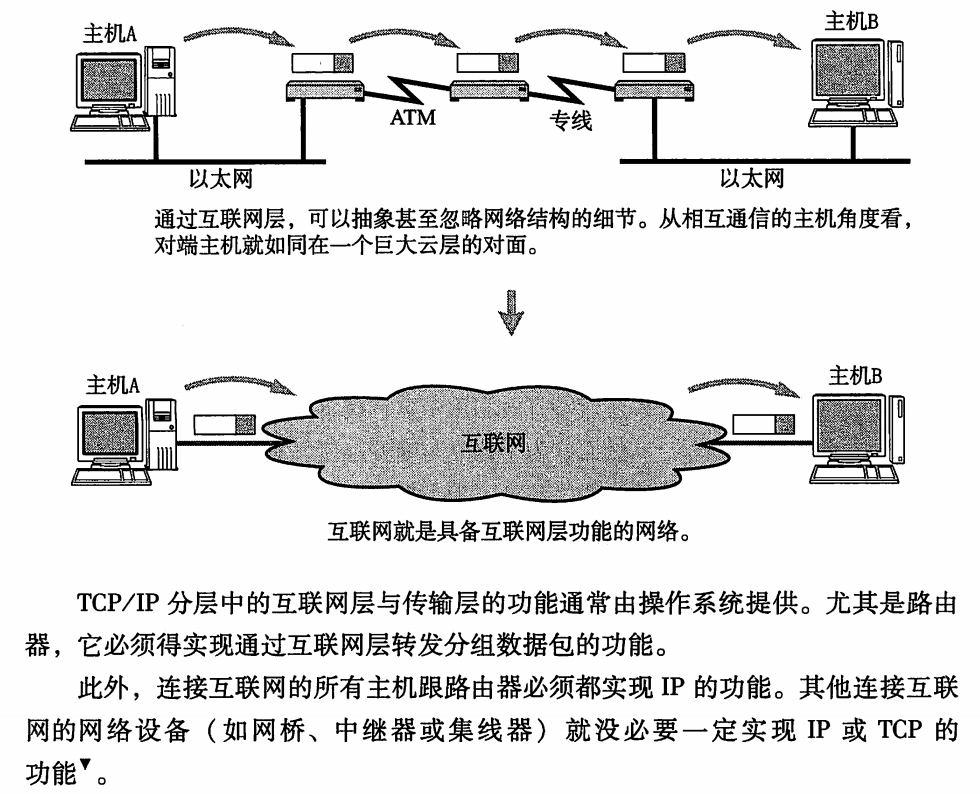 主机A
主机B
ATM
专线
以太网
以太网
通过互联网层，可以抽象甚至忽略网络结构的细节。从相互通信的主机角度看，
对端主机就如同在一个巨大云层的对面。
主机A
主机B
互联网
互联网就是具备互联网层功能的网络。
TCP/IP 分层中的互联网层与传输层的功能通常由操作系统提供。尤其是路由
器，它必须得实现通过互联网层转发分组数据包的功能。
此外，连接互联网的所有主机跟路由器必须都实现 IP 的功能。其他连接互联
网的网络设备（如网桥、中继器或集线器）就没必要一定实现 IP 或 TCP 的
功能▼。